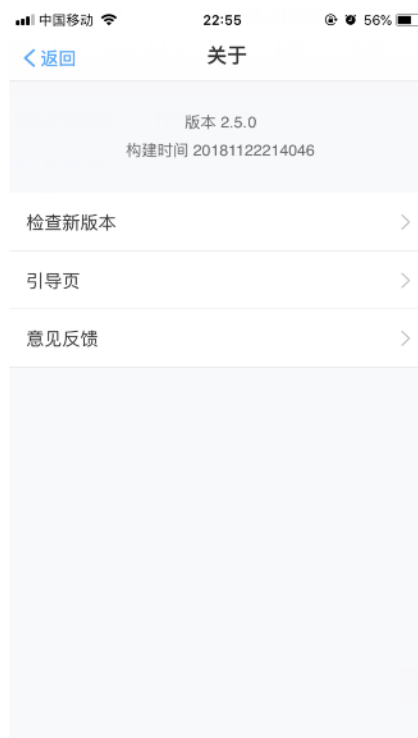 中国移动 22:55 56%
返回 关于
版本 2.5.0
构建时间 20181122214046
检查新版本
引导页
意见反馈